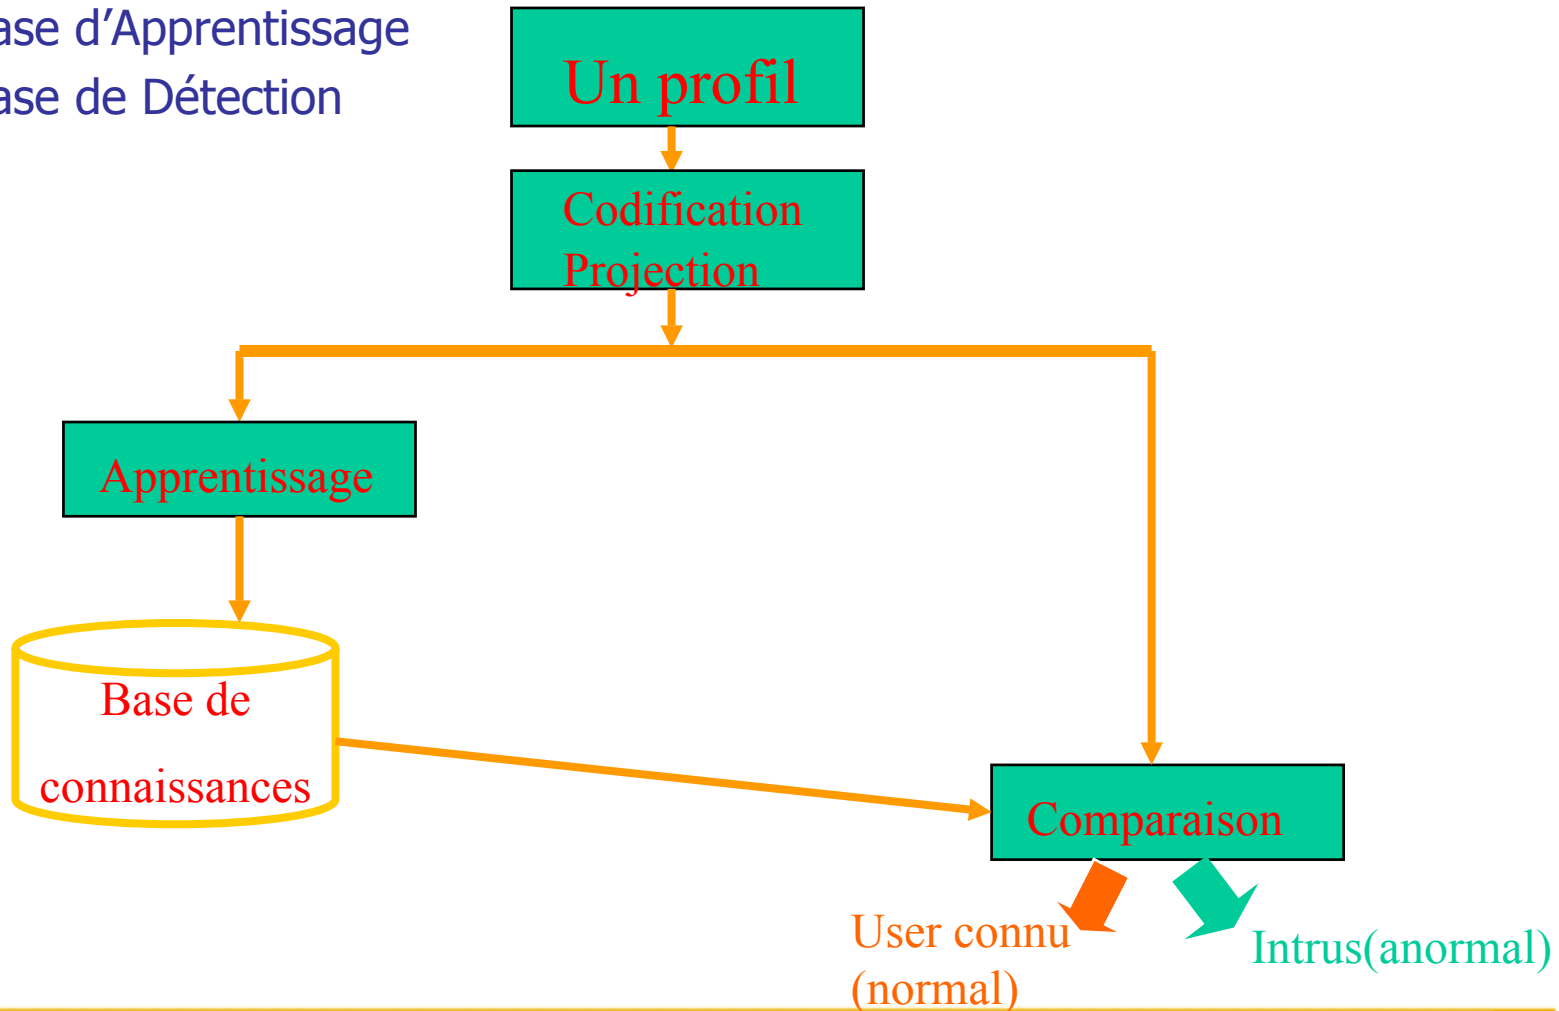 ase d’Apprentissage
ase de Détection
Un profil
Codification
Projection
Apprentissage
Base de
connaissances
Comparaison
User connu
(normal)
Intrus(anormal)